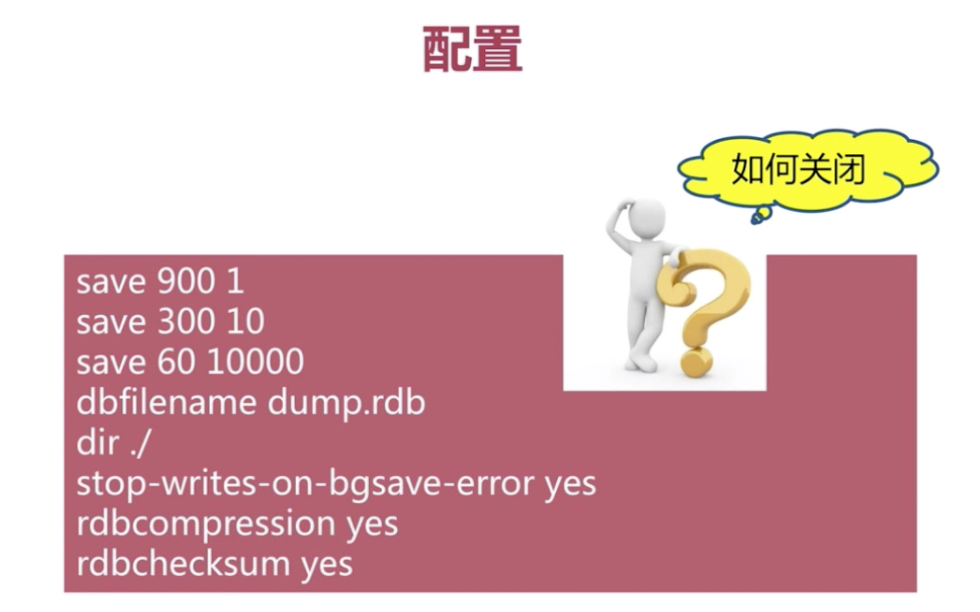 配置
如何关闭
save 900 1
save 300 10
save 60 10000
dbfilename dump.rdb
dir ./
stop-writes-on-bgsave-error yes
rdbcompression yes
rdbchecksum yes